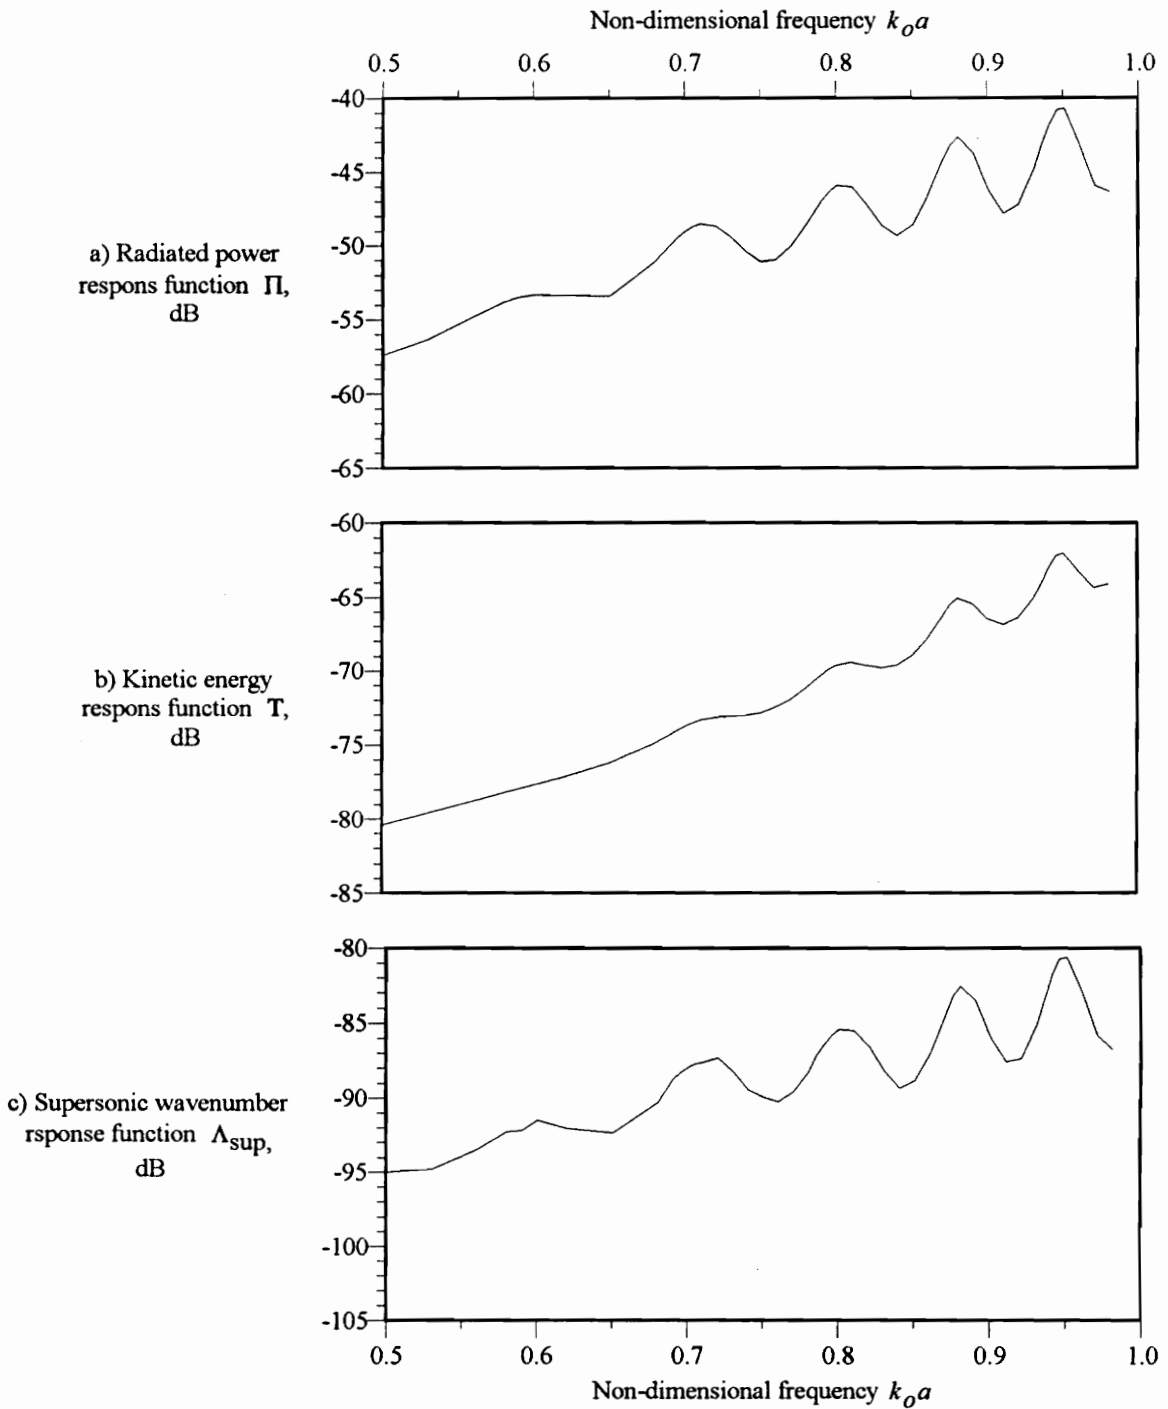 Non-dimensional frequency kₒa
0.5 0.6 0.7 0.8 0.9 1.0
-40
-45
-50
-55
-60
-65
a) Radiated power
respons function Π,
dB
-60
-65
-70
-75
-80
-85
b) Kinetic energy
respons function T,
dB
-80
-85
-90
-95
-100
-105
c) Supersonic wavenumber
rsponse function Λsup,
dB
0.5 0.6 0.7 0.8 0.9 1.0
Non-dimensional frequency kₒa